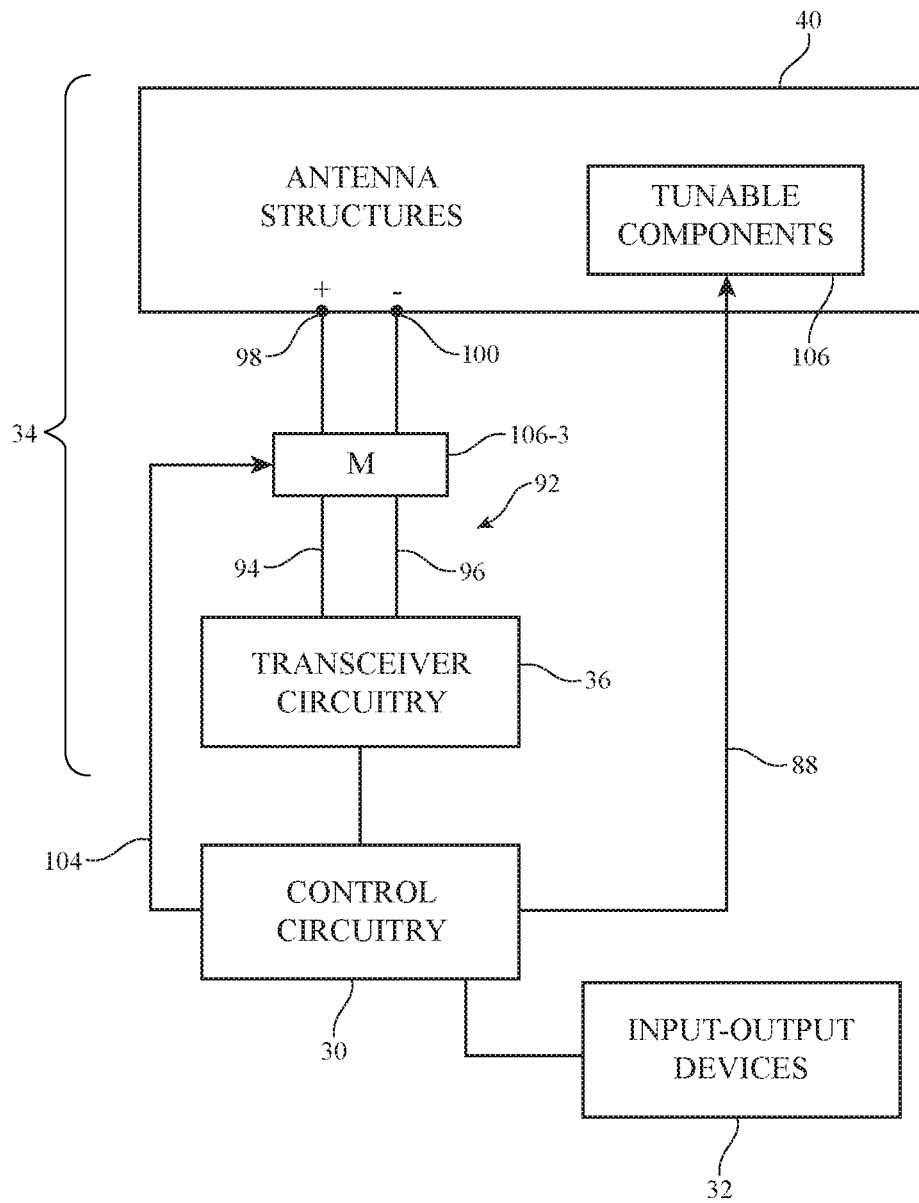 40
ANTENNA
STRUCTURES
TUNABLE
COMPONENTS
+ -
98
100
106
34
M
106-3
92
94
96
TRANSCEIVER
CIRCUITRY
36
88
104
CONTROL
CIRCUITRY
30
INPUT-OUTPUT
DEVICES
32